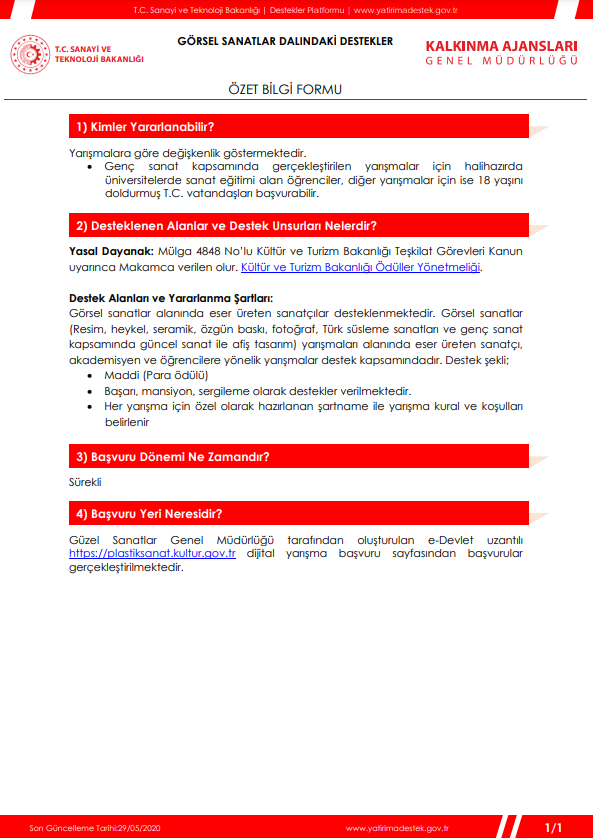 T.C. Sanayi ve Teknoloji Bakanlığı | Destekler Platformu | www.yatirimadestek.gov.tr
T.C. SANAYİ VE
TEKNOLOJİ BAKANLIĞI
GÖRSEL SANATLAR DALINDAKİ DESTEKLER
KALKINMA AJANSLARI
GENEL MÜDÜRLÜĞÜ
ÖZET BİLGİ FORMU
1) Kimler Yararlanabilir?
Yarışmalara göre değişkenlik göstermektedir.
• Genç sanat kapsamında gerçekleştirilen yarışmalar için halihazırda
üniversitelerde sanat eğitimi alan öğrenciler, diğer yarışmalar için ise 18 yaşını
doldurmuş T.C. vatandaşları başvurabilir.
2) Desteklenen Alanlar ve Destek Unsurları Nelerdir?
Yasal Dayanak: Mülga 4848 No’lu Kültür ve Turizm Bakanlığı Teşkilat Görevleri Kanun
uyarınca Makamca verilen olur. Kültür ve Turizm Bakanlığı Ödüller Yönetmeliği.
Destek Alanları ve Yararlanma Şartları:
Görsel sanatlar alanında eser üreten sanatçılar desteklenmektedir. Görsel sanatlar
(Resim, heykel, seramik, özgün baskı, fotoğraf, Türk süsleme sanatları ve genç sanat
kapsamında güncel sanat ile afiş tasarım) yarışmaları alanında eser üreten sanatçı,
akademisyen ve öğrencilere yönelik yarışmalar destek kapsamındadır. Destek şekli;
• Maddi (Para ödülü)
• Başarı, mansiyon, sergileme olarak destekler verilmektedir.
• Her yarışma için özel olarak hazırlanan şartname ile yarışma kural ve koşulları
belirlenir
3) Başvuru Dönemi Ne Zamandır?
Sürekli
4) Başvuru Yeri Neresidir?
Güzel Sanatlar Genel Müdürlüğü tarafından oluşturulan e-Devlet uzantılı
https://plastiksanat.kultur.gov.tr dijital yarışma başvuru sayfasından başvurular
gerçekleştirilmektedir.
Son Güncelleme Tarihi:29/05/2020
www.yatirimadestek.gov.tr
1/1